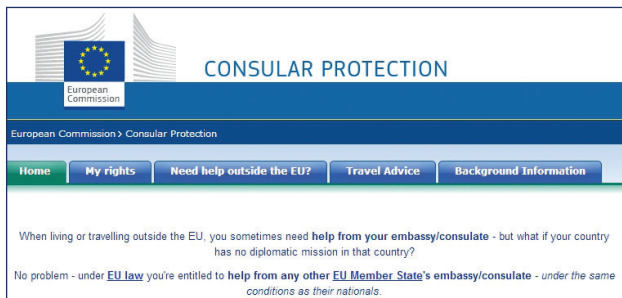 European
Commission
CONSULAR PROTECTION
European Commission > Consular Protection
Home My rights Need help outside the EU? Travel Advice Background Information
When living or travelling outside the EU, you sometimes need help from your embassy/consulate - but what if your country
has no diplomatic mission in that country?
No problem - under EU law you're entitled to help from any other EU Member State's embassy/consulate - under the same
conditions as their nationals.